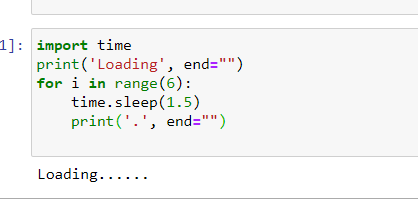 1]: import time
print('Loading', end="")
for i in range(6):
    time.sleep(1.5)
    print('.', end="")
Loading......